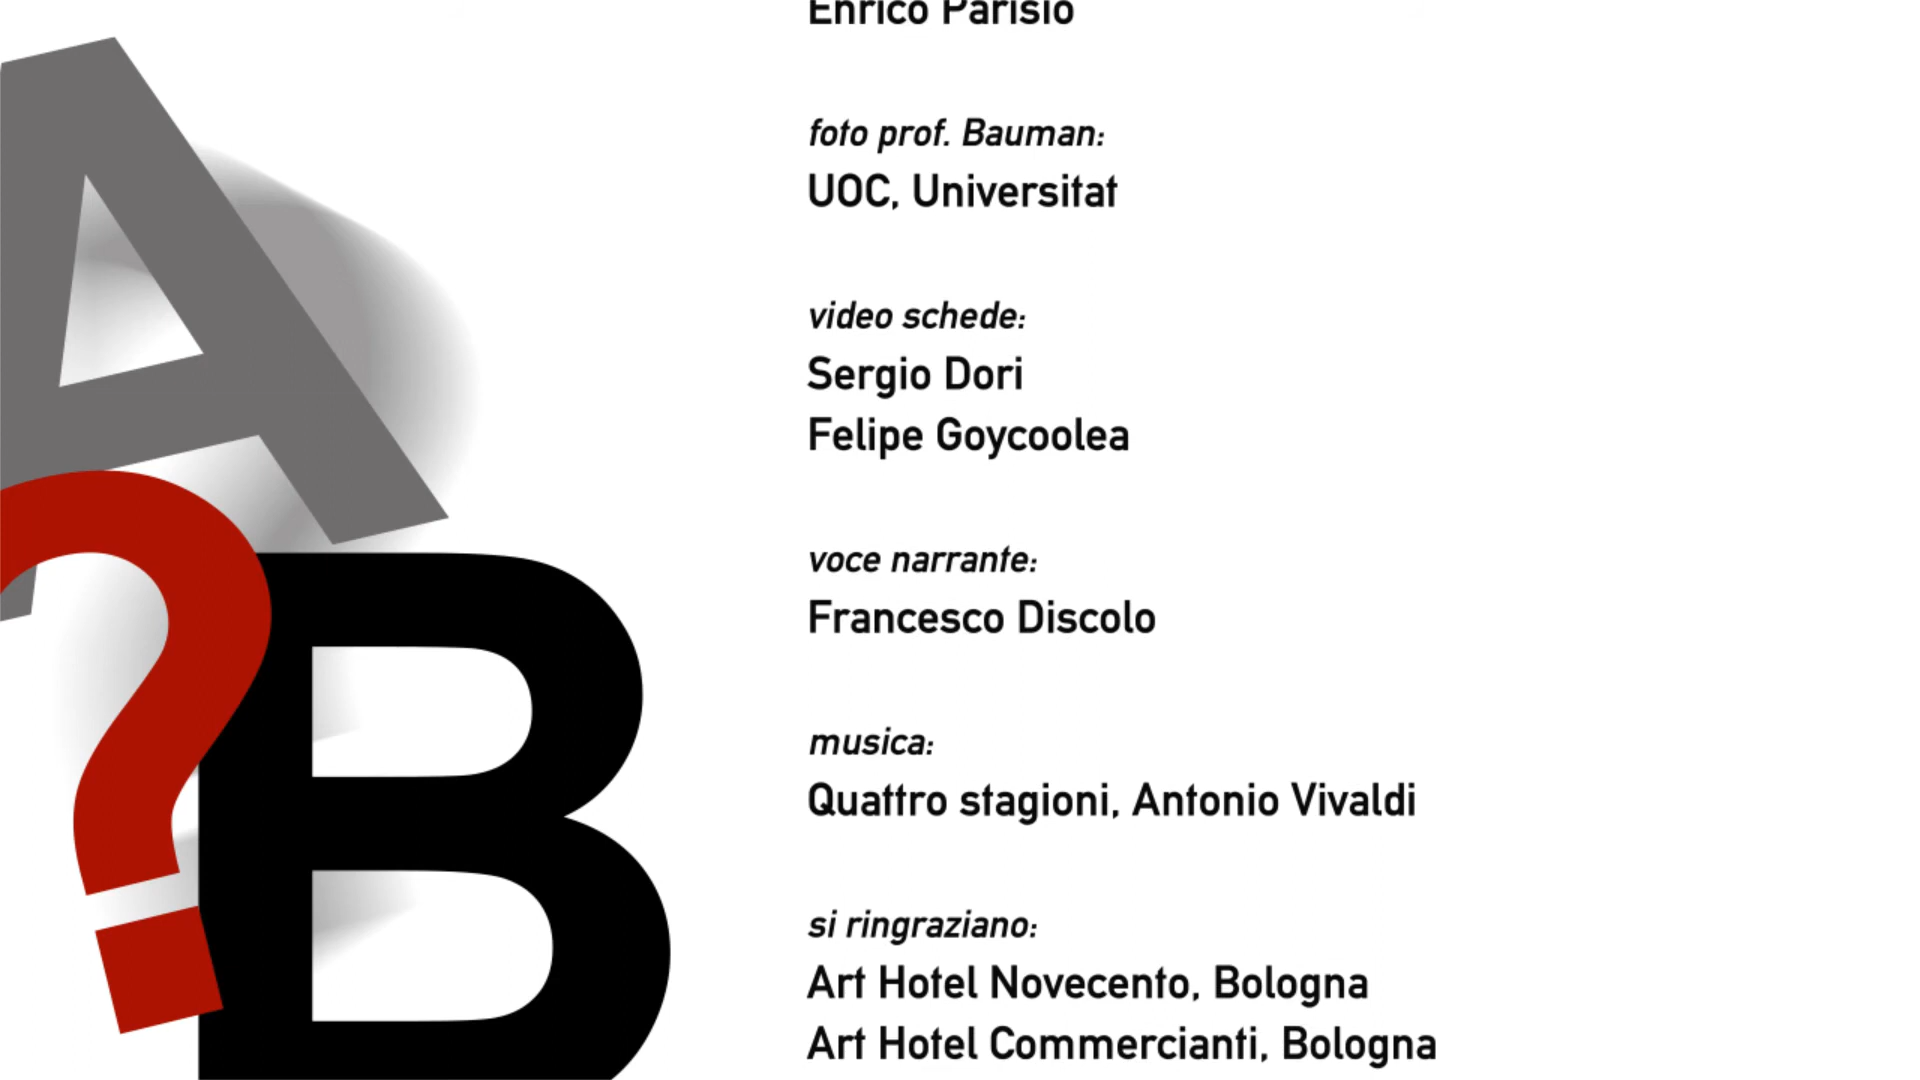 Enrico Parisio
foto prof. Bauman:
UOC, Universitat
video schede:
Sergio Dori
Felipe Goycoolea
voce narrante:
Francesco Discolo
musica:
Quattro stagioni, Antonio Vivaldi
si ringraziano:
Art Hotel Novecento, Bologna
Art Hotel Commercianti, Bologna
A
?
B